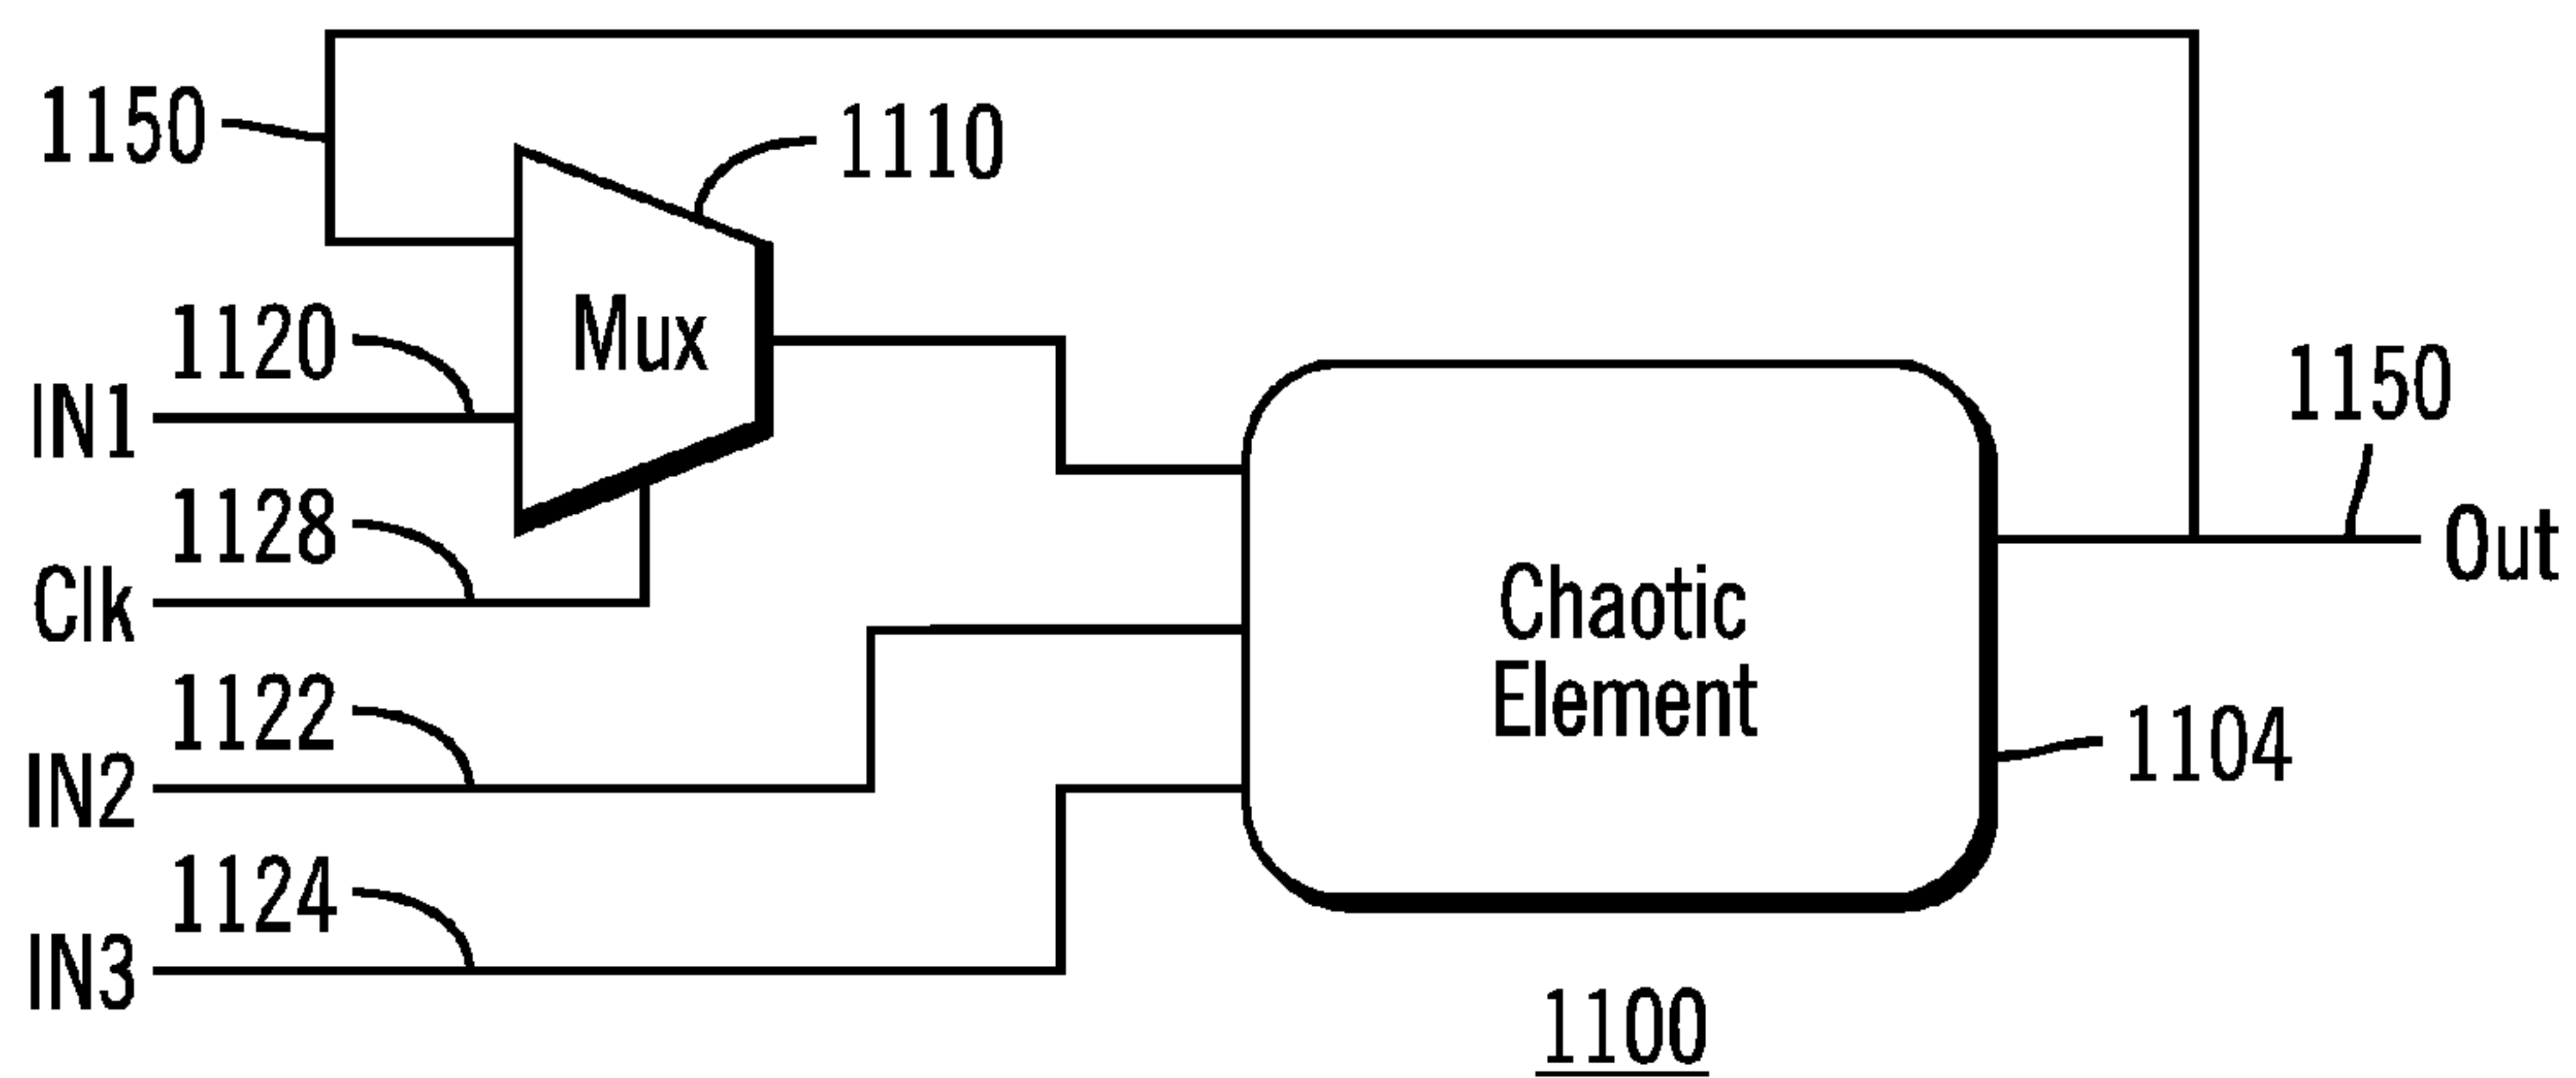 1150
1110
Mux
1120
IN1
1128
Clk
1122
IN2
1124
IN3
Chaotic
Element
1150
Out
1104
1100